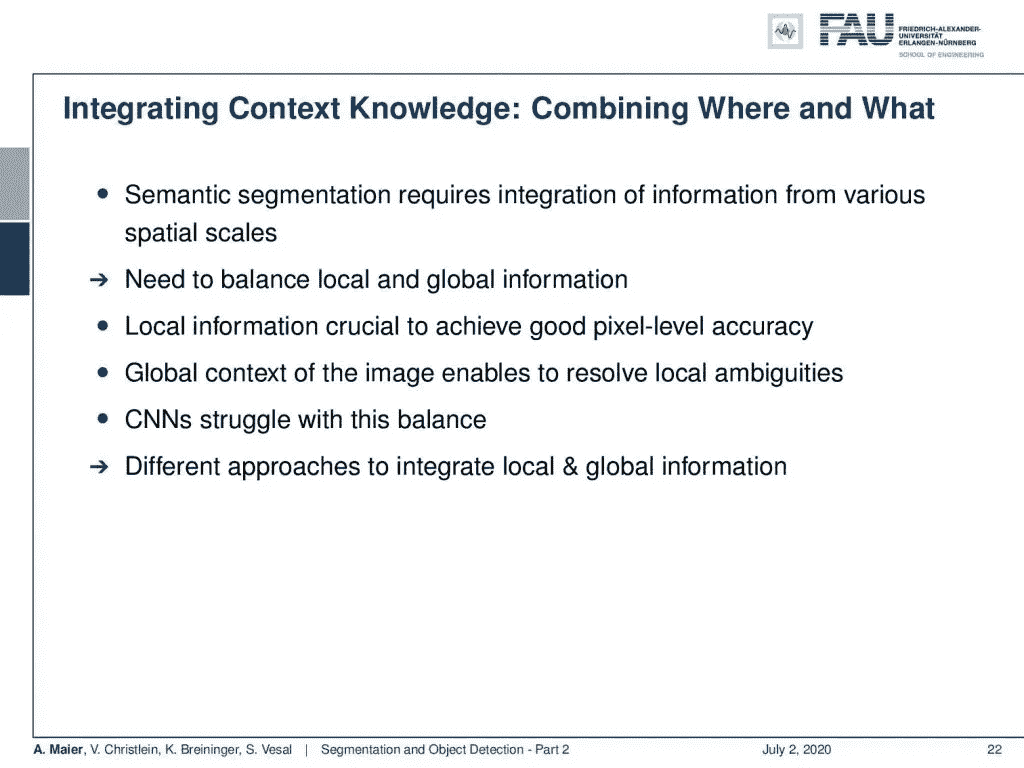 FAU
FRIEDRICH-ALEXANDER-
UNIVERSITÄT
ERLANGEN-NÜRNBERG
SCHOOL OF ENGINEERING
Integrating Context Knowledge: Combining Where and What
• Semantic segmentation requires integration of information from various
spatial scales
➔ Need to balance local and global information
• Local information crucial to achieve good pixel-level accuracy
• Global context of the image enables to resolve local ambiguities
• CNNs struggle with this balance
➔ Different approaches to integrate local & global information
A. Maier, V. Christlein, K. Breininger, S. Vesal | Segmentation and Object Detection - Part 2 July 2, 2020 22